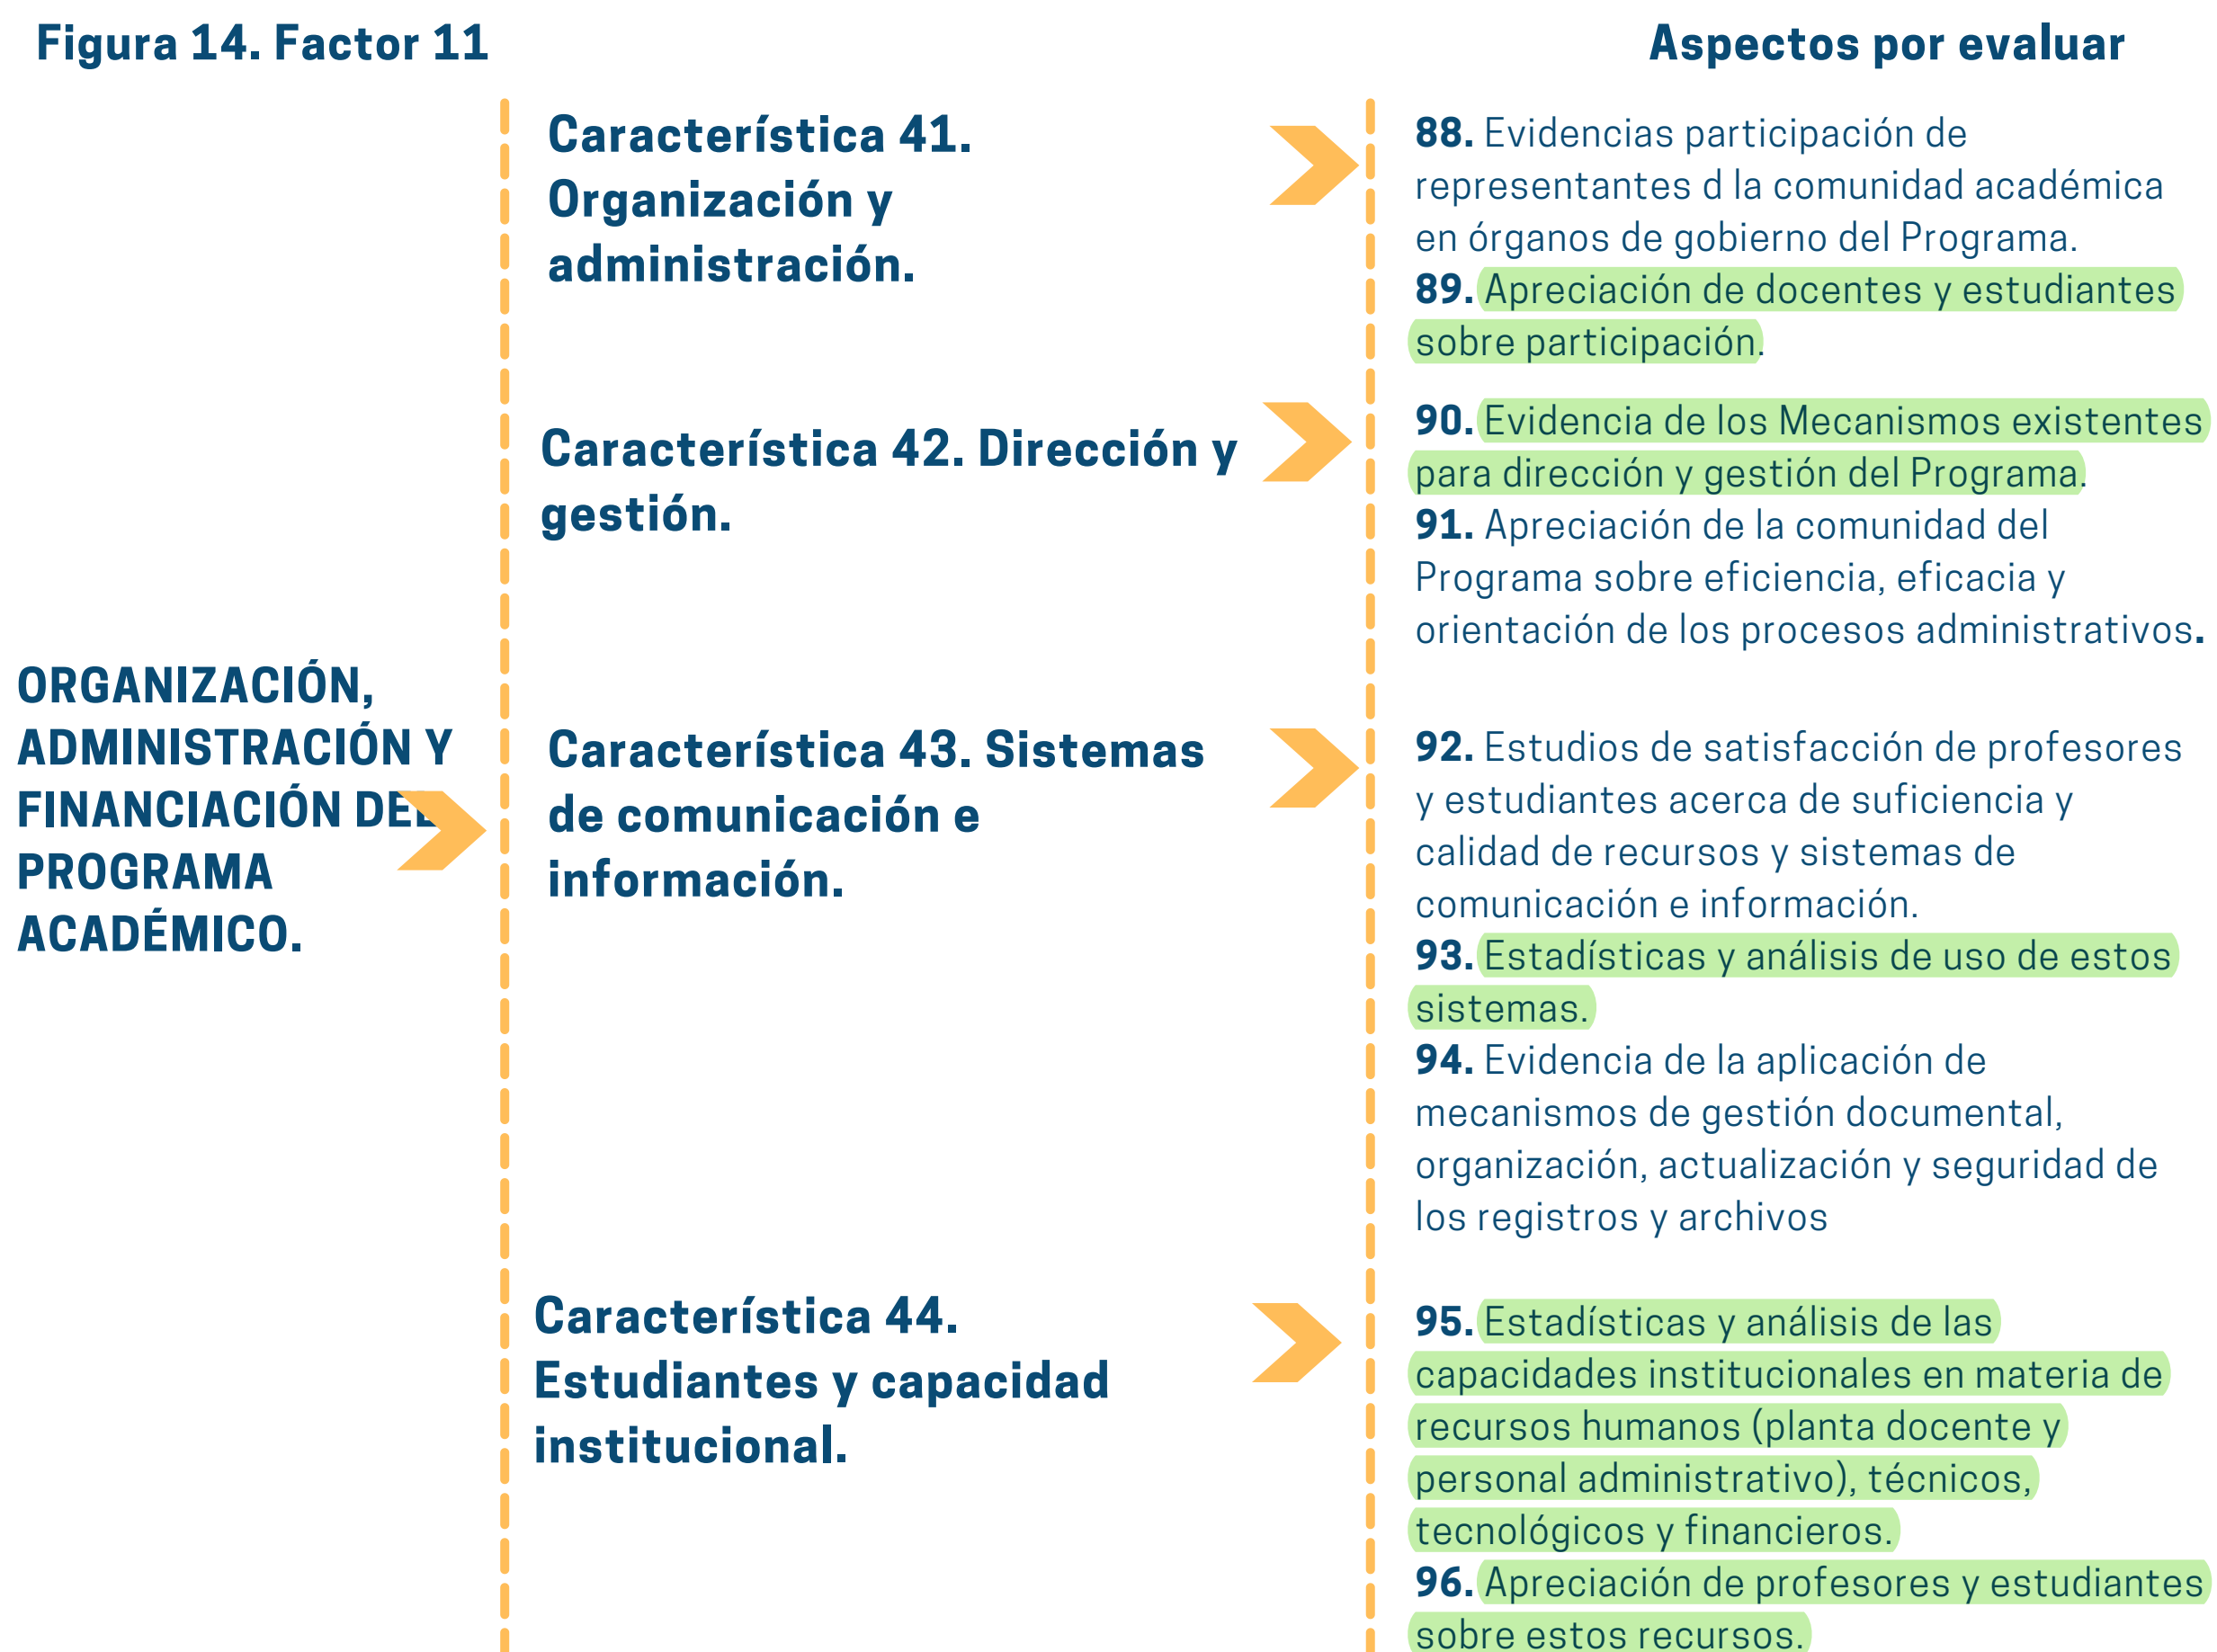 Figura 14. Factor 11
Aspectos por evaluar
ORGANIZACIÓN,
ADMINISTRACIÓN Y
FINANCIACIÓN DEL
PROGRAMA
ACADÉMICO.
Característica 41.
Organización y
administración.
88. Evidencias participación de
representantes d la comunidad académica
en órganos de gobierno del Programa.
89. Apreciación de docentes y estudiantes
sobre participación.
Característica 42. Dirección y
gestión.
90. Evidencia de los Mecanismos existentes
para dirección y gestión del Programa.
91. Apreciación de la comunidad del
Programa sobre eficiencia, eficacia y
orientación de los procesos administrativos.
Característica 43. Sistemas
de comunicación e
información.
92. Estudios de satisfacción de profesores
y estudiantes acerca de suficiencia y
calidad de recursos y sistemas de
comunicación e información.
93. Estadísticas y análisis de uso de estos
sistemas.
94. Evidencia de la aplicación de
mecanismos de gestión documental,
organización, actualización y seguridad de
los registros y archivos
Característica 44.
Estudiantes y capacidad
institucional.
95. Estadísticas y análisis de las
capacidades institucionales en materia de
recursos humanos (planta docente y
personal administrativo), técnicos,
tecnológicos y financieros.
96. Apreciación de profesores y estudiantes
sobre estos recursos.